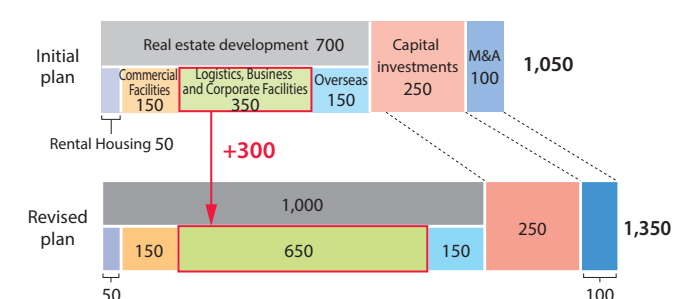 Initial
plan
Real estate development 700
Capital
investments
250
M&A
100
1,050
Commercial
Facilities
150
Logistics, Business
and Corporate Facilities
350
Overseas
150
Rental Housing 50
+300
Revised
plan
1,000
250
1,350
150
650
150
50
100